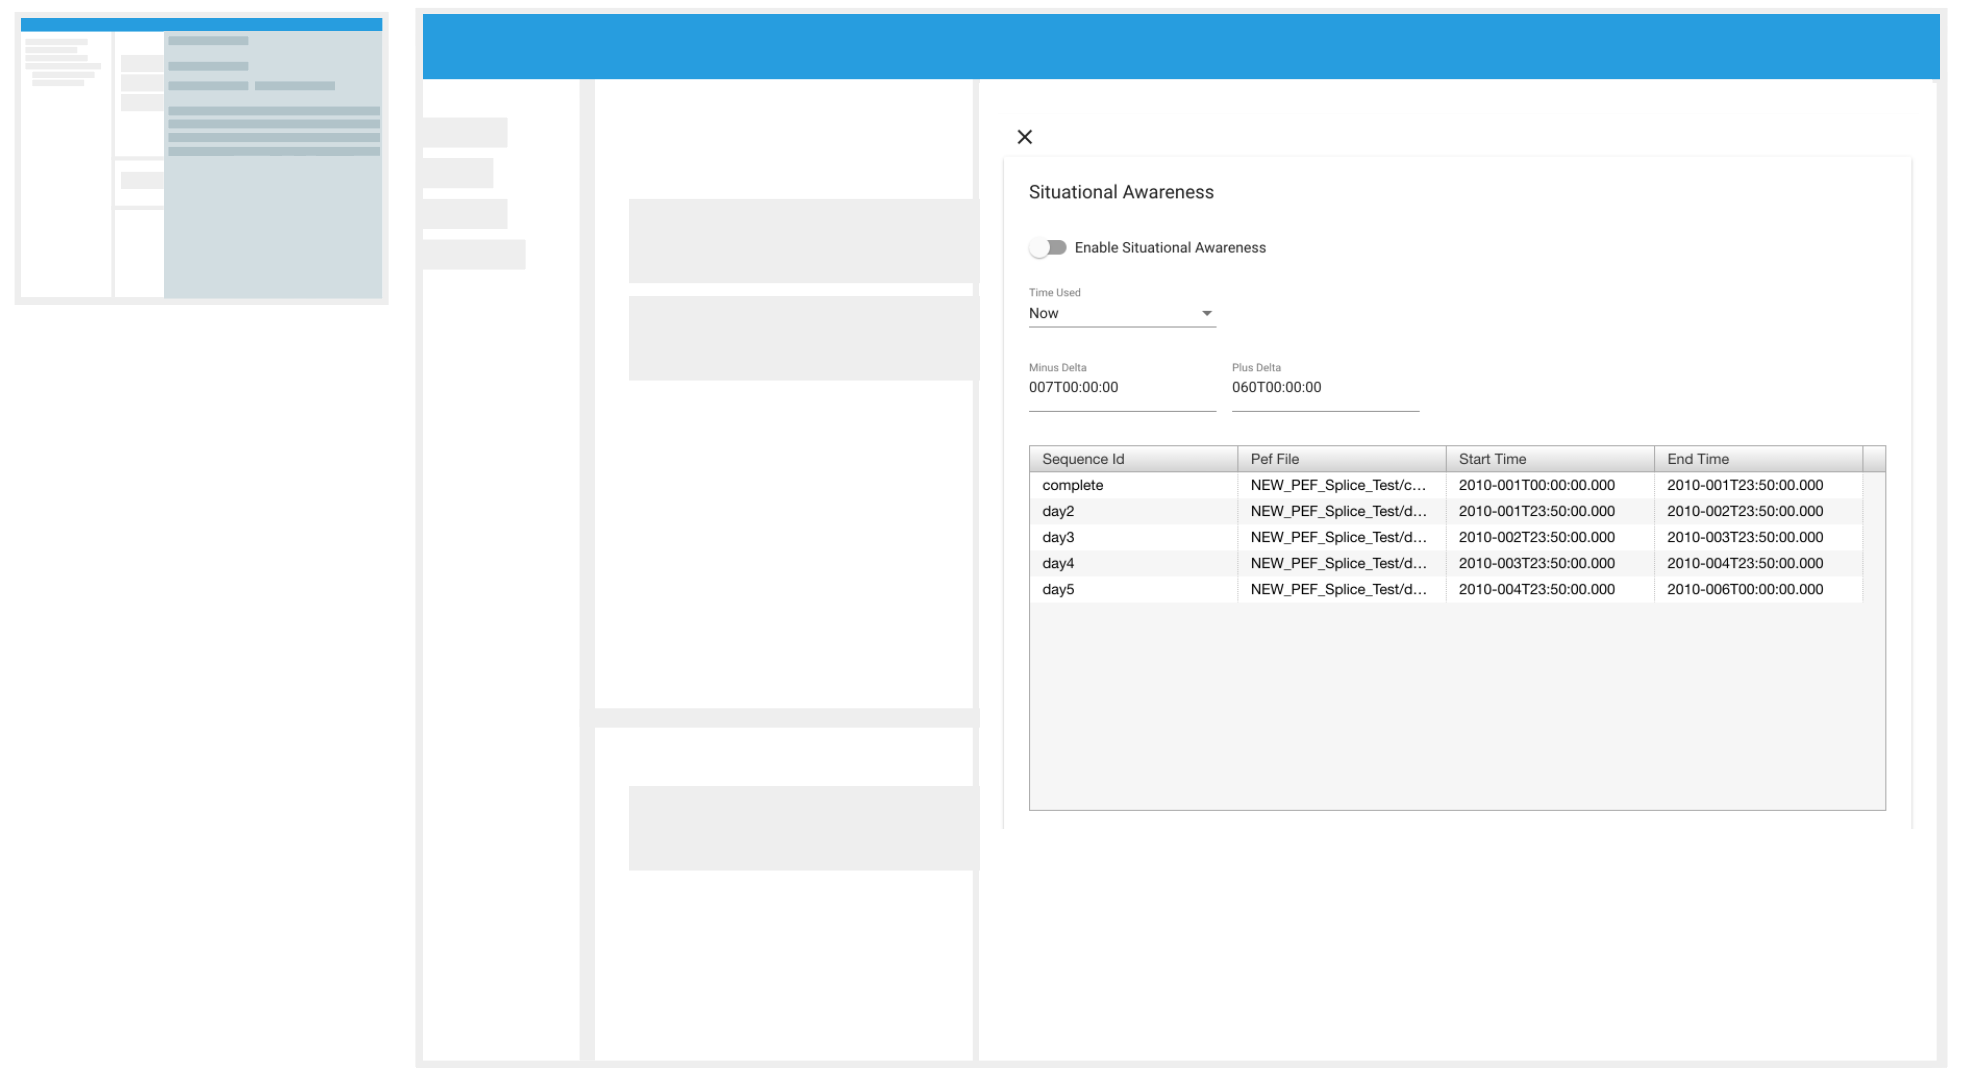 Situational Awareness
Enable Situational Awareness
Time Used
Now
Minus Delta Plus Delta
007T00:00:00 060T00:00:00
Sequence Id Pef File Start Time End Time
complete NEW_PEF_Splice_Test/c... 2010-001T00:00:00.000 2010-001T23:50:00.000
day2 NEW_PEF_Splice_Test/d... 2010-001T23:50:00.000 2010-002T23:50:00.000
day3 NEW_PEF_Splice_Test/d... 2010-002T23:50:00.000 2010-003T23:50:00.000
day4 NEW_PEF_Splice_Test/d... 2010-003T23:50:00.000 2010-004T23:50:00.000
day5 NEW_PEF_Splice_Test/d... 2010-004T23:50:00.000 2010-006T00:00:00.000